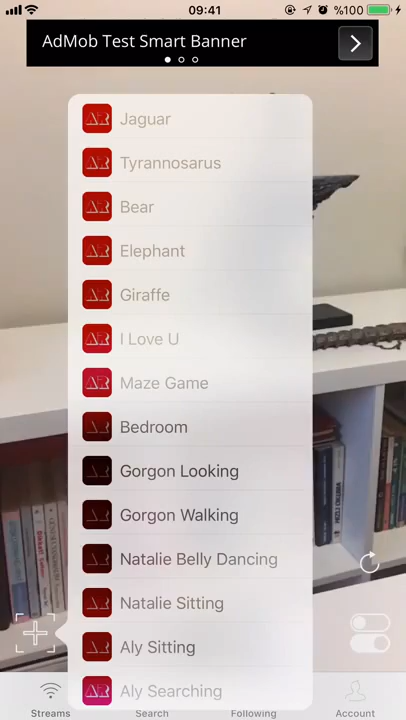 09:41
%100
AdMob Test Smart Banner
Jaguar
Tyrannosarus
Bear
Elephant
Giraffe
I Love U
Maze Game
Bedroom
Gorgon Looking
Gorgon Walking
Natalie Belly Dancing
Natalie Sitting
Aly Sitting
Aly Searching
Streams
Search
Following
Account